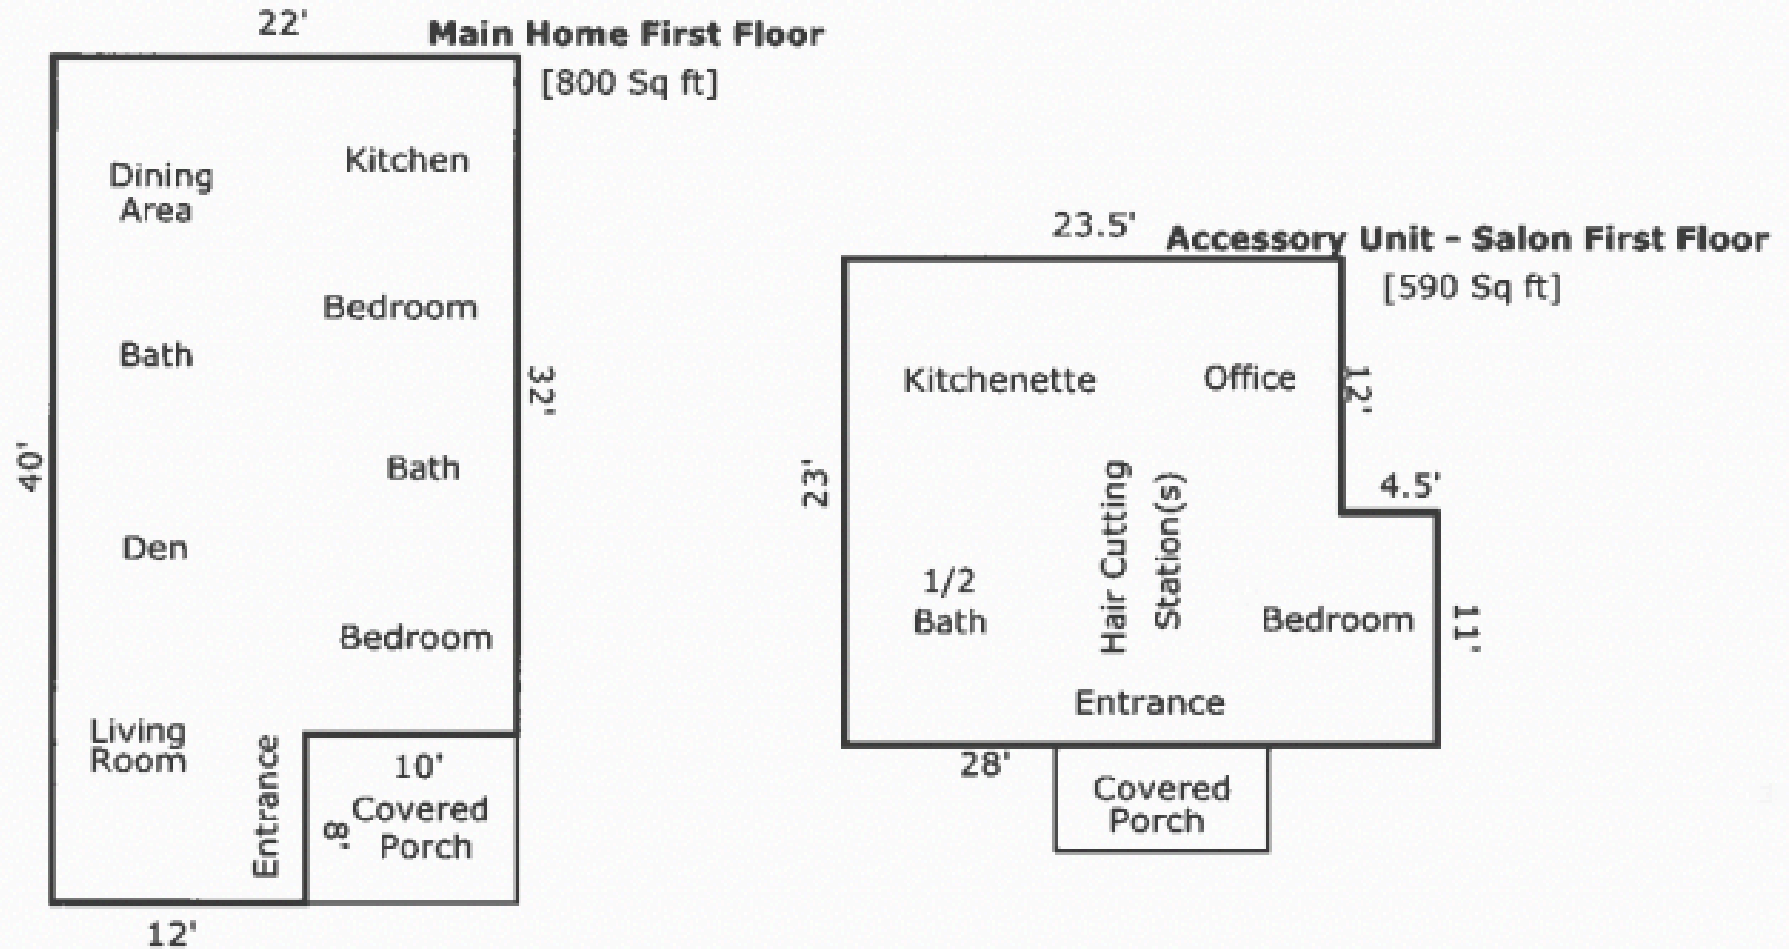 22'
Main Home First Floor
[800 Sq ft]
Dining
Area
Kitchen
Bedroom
Bath
32'
40'
Bath
Den
Bedroom
Living
Room
Entrance
10'
8'
Covered
Porch
12'
23.5'
Accessory Unit - Salon First Floor
[590 Sq ft]
Kitchenette
Office
12'
23'
4.5'
Hair Cutting
Station(s)
1/2
Bath
Bedroom
11'
Entrance
28'
Covered
Porch